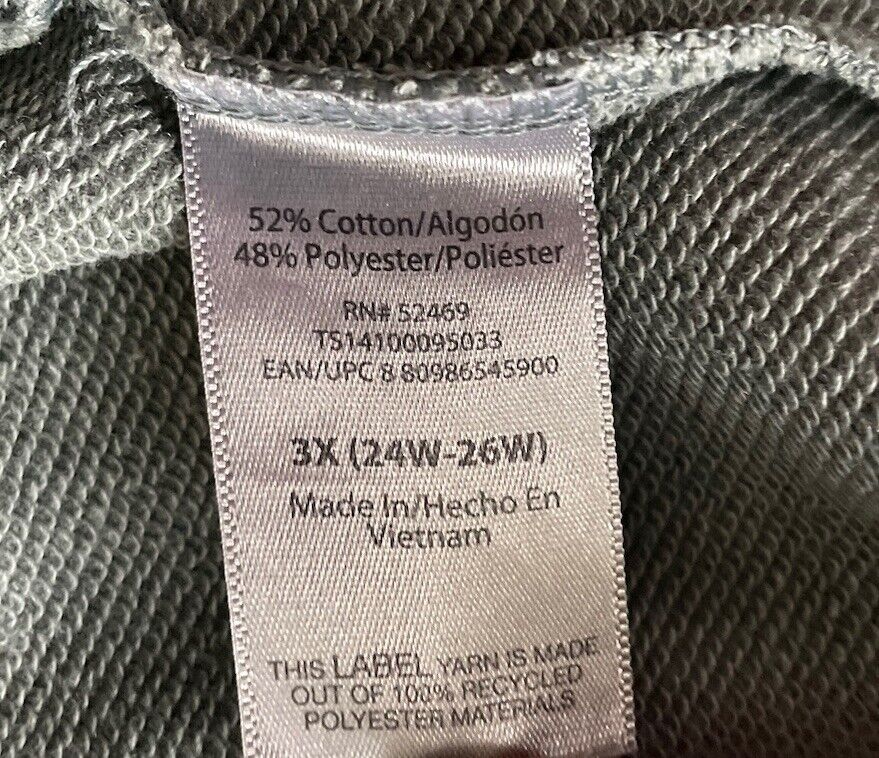 52% Cotton/Algodón
48% Polyester/Poliéster
RN# 52469
TS14100095033
EAN/UPC 8 80986545900
3X (24W-26W)
Made In/Hecho En
Vietnam
THIS LABEL YARN IS MADE
OUT OF 100% RECYCLED
POLYESTER MATERIALS